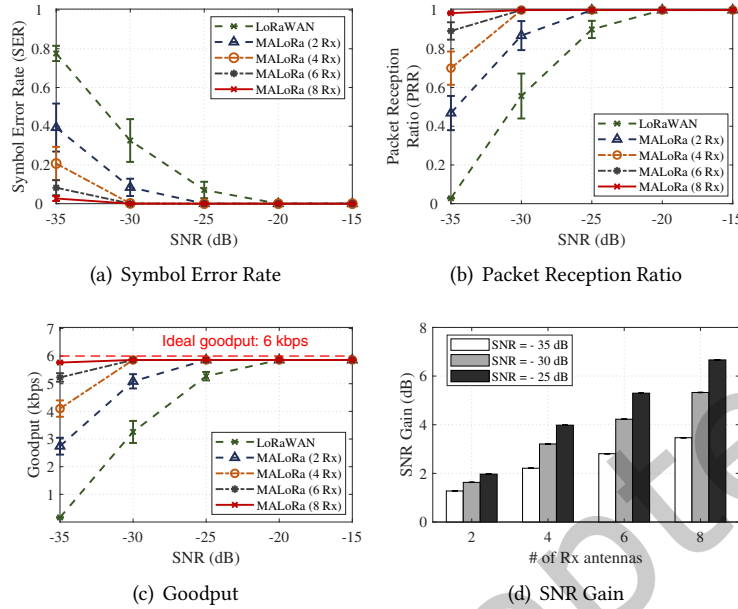 1
0.8
0.6
0.4
0.2
0
Symbol Error Rate (SER)
LoRaWAN
MALoRa (2 Rx)
MALoRa (4 Rx)
MALoRa (6 Rx)
MALoRa (8 Rx)
-35 -30 -25 -20 -15
SNR (dB)
(a) Symbol Error Rate
1
0.8
0.6
0.4
0.2
0
Packet Reception
Ratio (PRR)
LoRaWAN
MALoRa (2 Rx)
MALoRa (4 Rx)
MALoRa (6 Rx)
MALoRa (8 Rx)
-35 -30 -25 -20 -15
SNR (dB)
(b) Packet Reception Ratio
7
6
5
4
3
2
1
Goodput (kbps)
Ideal goodput: 6 kbps
LoRaWAN
MALoRa (2 Rx)
MALoRa (4 Rx)
MALoRa (6 Rx)
MALoRa (8 Rx)
-35 -30 -25 -20 -15
SNR (dB)
(c) Goodput
8
6
4
2
0
SNR Gain (dB)
SNR = - 35 dB
SNR = - 30 dB
SNR = - 25 dB
2 4 6 8
# of Rx antennas
(d) SNR Gain